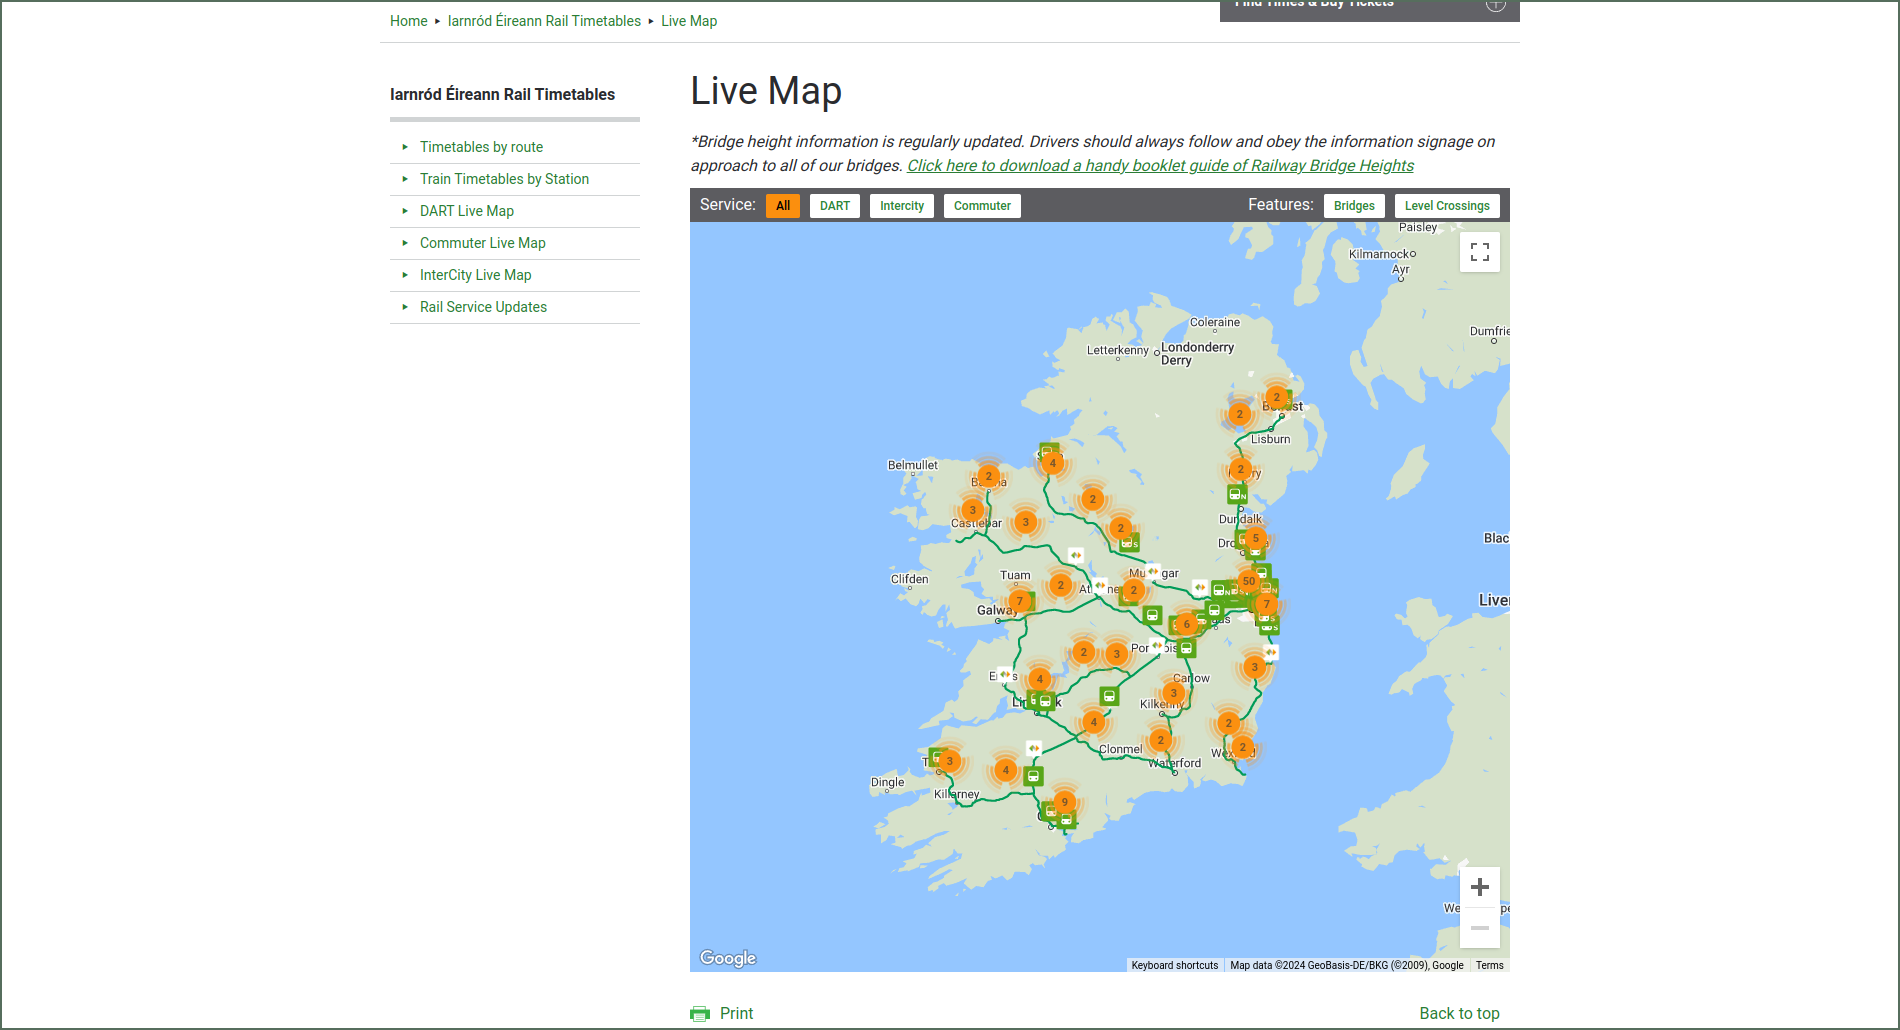 Find Times & Buy Tickets
Home ▸ Iarnród Éireann Rail Timetables ▸ Live Map
Iarnród Éireann Rail Timetables
Timetables by route
Train Timetables by Station
DART Live Map
Commuter Live Map
InterCity Live Map
Rail Service Updates
Live Map
*Bridge height information is regularly updated. Drivers should always follow and obey the information signage on
approach to all of our bridges. Click here to download a handy booklet guide of Railway Bridge Heights
Service: All DART Intercity Commuter
Features: Bridges Level Crossings
Paisley
Kilmarnock
Ayr
Coleraine
Dumfrie
Letterkenny
Londonderry
Derry
2
2
Lisburn
4
Belmullet
2
2
3
2
Castlebar
3
2
Dundalk
5
Blac
Clifden
Tuam
2
2
50
7
Galway
7
Liver
6
2
3
3
4
Carlow
3
Kilkenny
4
2
2
Clonmel
2
Waterford
3
4
Dingle
Killarney
9
Google
Keyboard shortcuts
Map data ©2024 GeoBasis-DE/BKG (©2009), Google
Terms
Print
Back to top